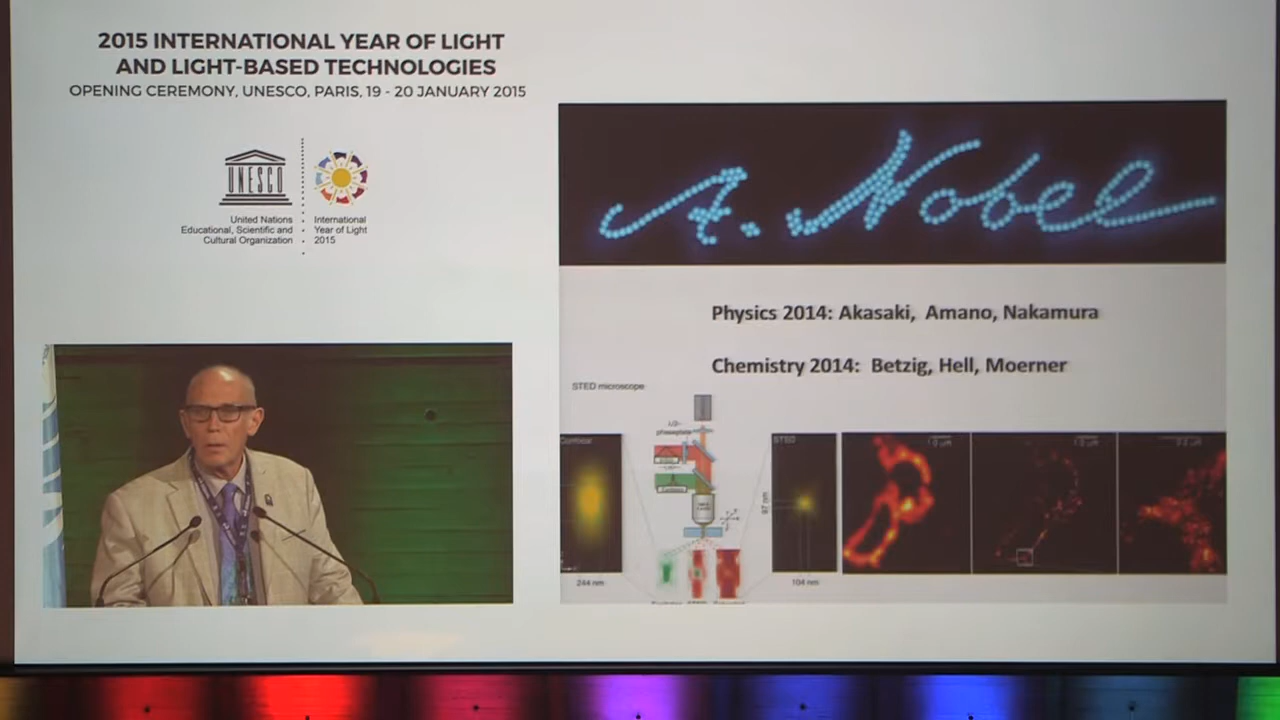 2015 INTERNATIONAL YEAR OF LIGHT
AND LIGHT-BASED TECHNOLOGIES
OPENING CEREMONY, UNESCO, PARIS, 19 - 20 JANUARY 2015
UNESCO
United Nations
Educational, Scientific and
Cultural Organization
International
Year of Light
2015
A. Nobel
Physics 2014: Akasaki, Amano, Nakamura
Chemistry 2014: Betzig, Hell, Moerner
STED microscope
Confocal
STED
97 nm
244 nm
104 nm